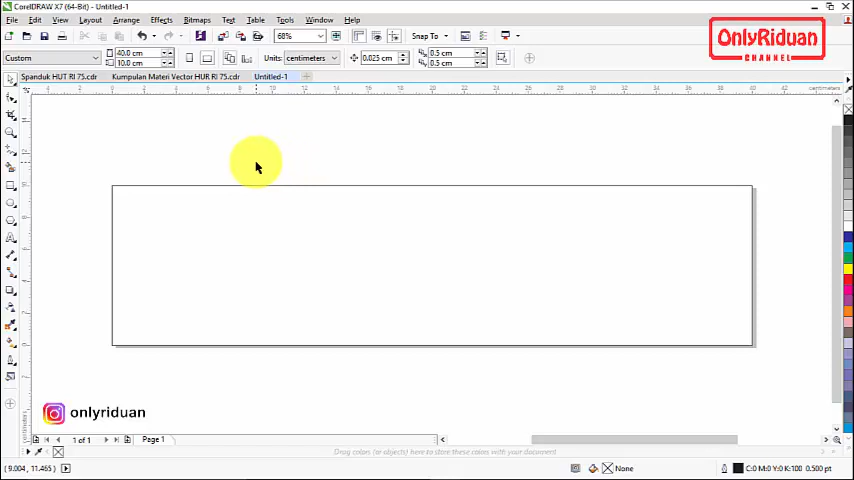 CorelDRAW X7 (64-Bit) - Untitled-1
File Edit View Layout Arrange Effects Bitmaps Text Table Tools Window Help
68% Snap To
OnlyRiduan
CHANNEL
Custom 40.0 cm 10.0 cm Units: centimeters 0.025 cm 0.5 cm 0.5 cm
Spanduk HUT RI 75.cdr Kumpulan Materi Vector HUR RI 75.cdr Untitled-1
centimeters
onlyriduan
1 of 1 Page 1
Drag colors (or objects) here to store these colors with your document
(9.004, 11.465) None C:0 M:0 Y:0 K:100 0.500 pt